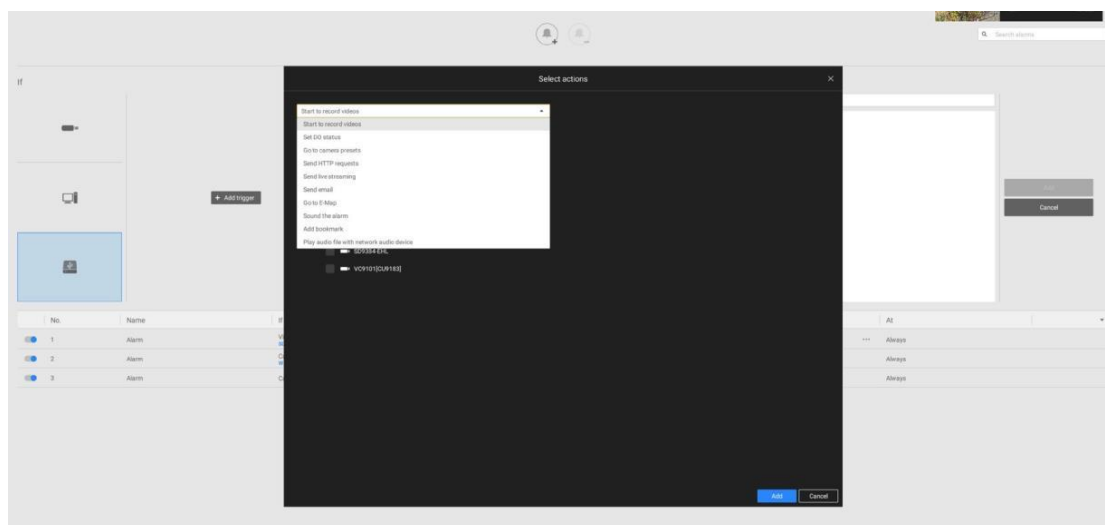 Search alarms
Select actions
If
Start to record videos
Start to record videos
Set DO status
Go to camera presets
Send HTTP requests
Send live streaming
Send email
Go to E-Map
Sound the alarm
Add bookmark
Play audio file with network audio device
SD9384-EHL
VC9101[CU9183]
+ Add trigger
Add
Cancel
No. Name If At
1 Alarm ... Always
2 Alarm Always
3 Alarm Always
Add Cancel